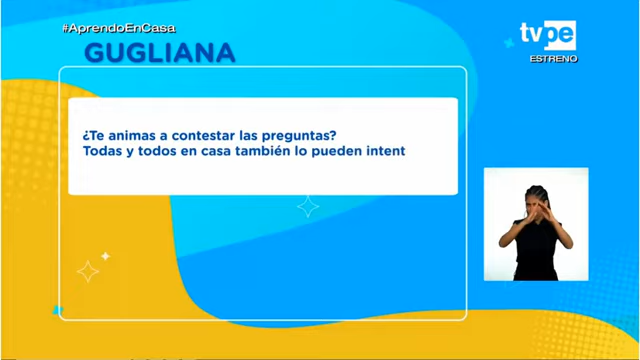 #AprendoEnCasa
GUGLIANA
tvpe
ESTRENO
¿Te animas a contestar las preguntas?
Todas y todos en casa también lo pueden intent